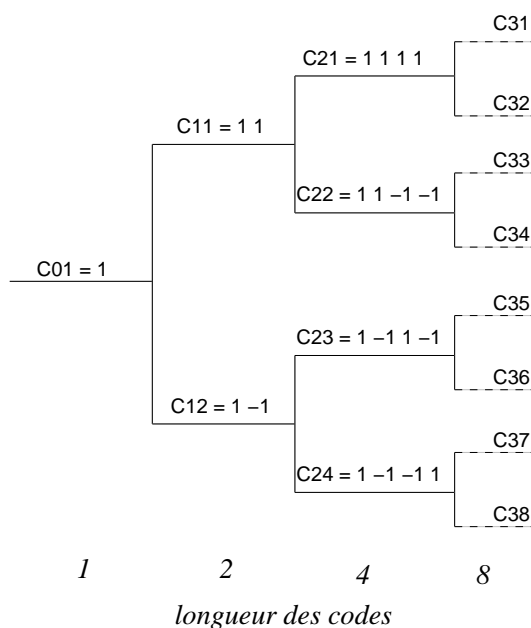 C31
C21 = 1 1 1 1
C32
C11 = 1 1
C33
C22 = 1 1 −1 −1
C34
C01 = 1
C35
C23 = 1 −1 1 −1
C36
C12 = 1 −1
C37
C24 = 1 −1 −1 1
C38
1 2 4 8
longueur des codes